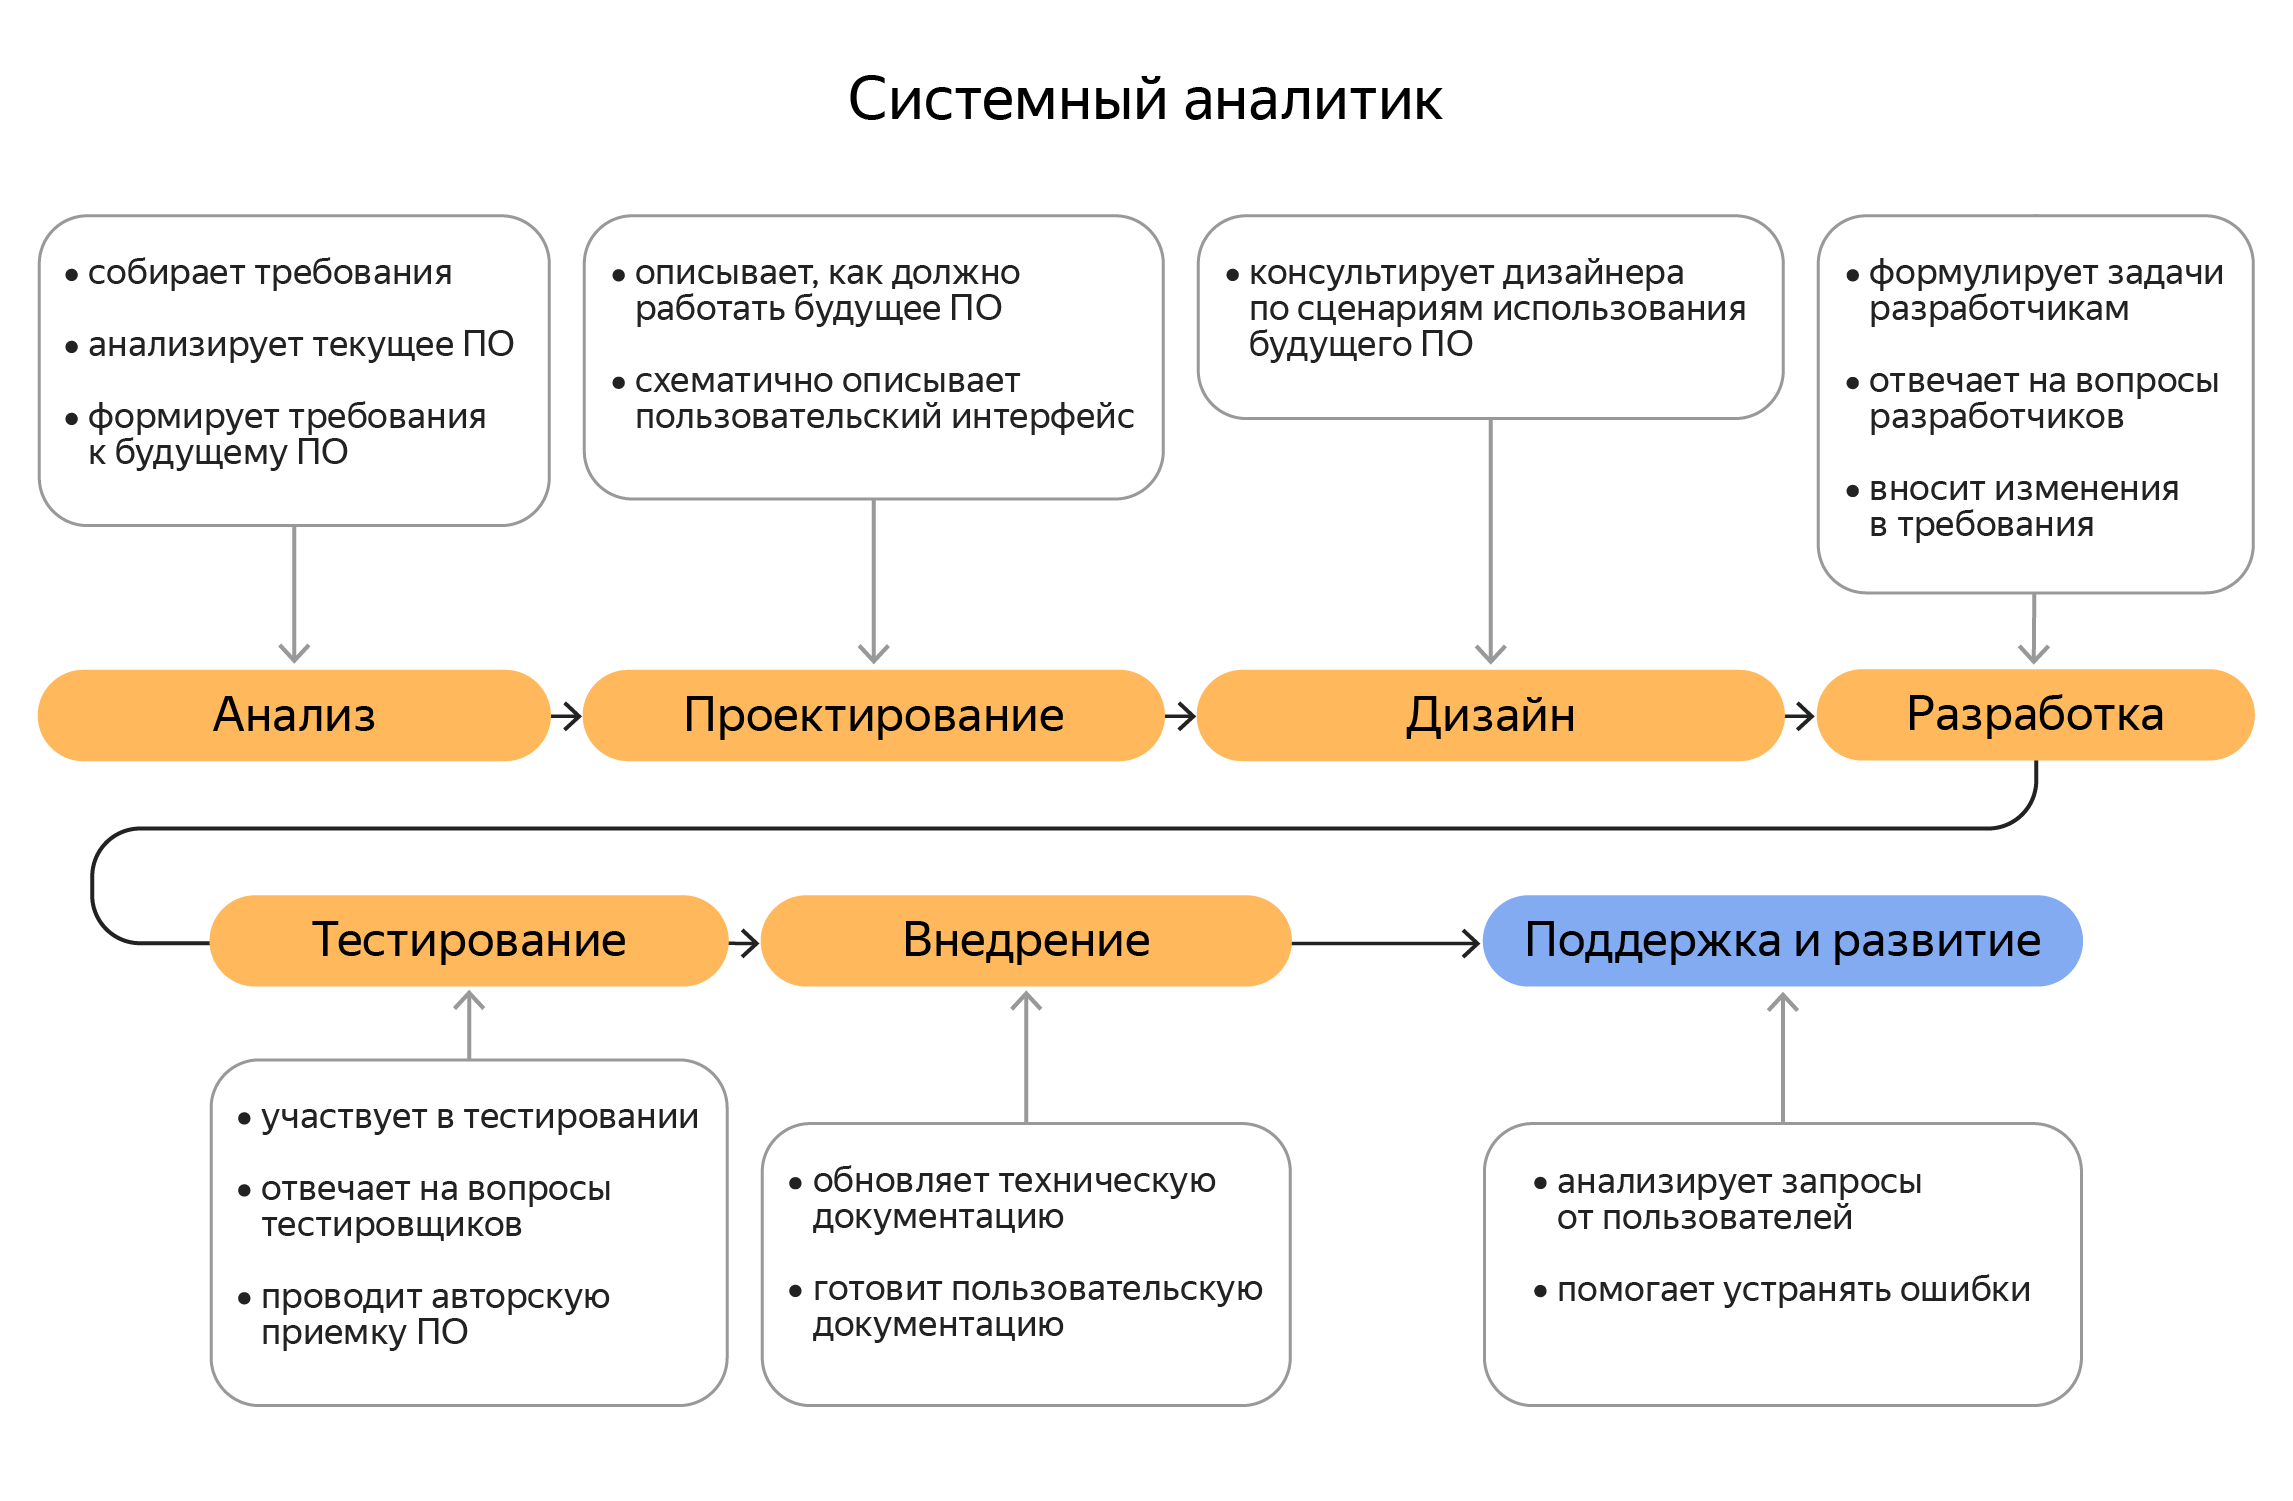 Системный аналитик
• собирает требования
• анализирует текущее ПО
• формирует требования
к будущему ПО
• описывает, как должно
работать будущее ПО
• схематично описывает
пользовательский интерфейс
• консультирует дизайнера
по сценариям использования
будущего ПО
• формулирует задачи
разработчикам
• отвечает на вопросы
разработчиков
• вносит изменения
в требования
Анализ
Проектирование
Дизайн
Разработка
Тестирование
Внедрение
Поддержка и развитие
• участвует в тестировании
• отвечает на вопросы
тестировщиков
• проводит авторскую
приемку ПО
• обновляет техническую
документацию
• готовит пользовательскую
документацию
• анализирует запросы
от пользователей
• помогает устранять ошибки